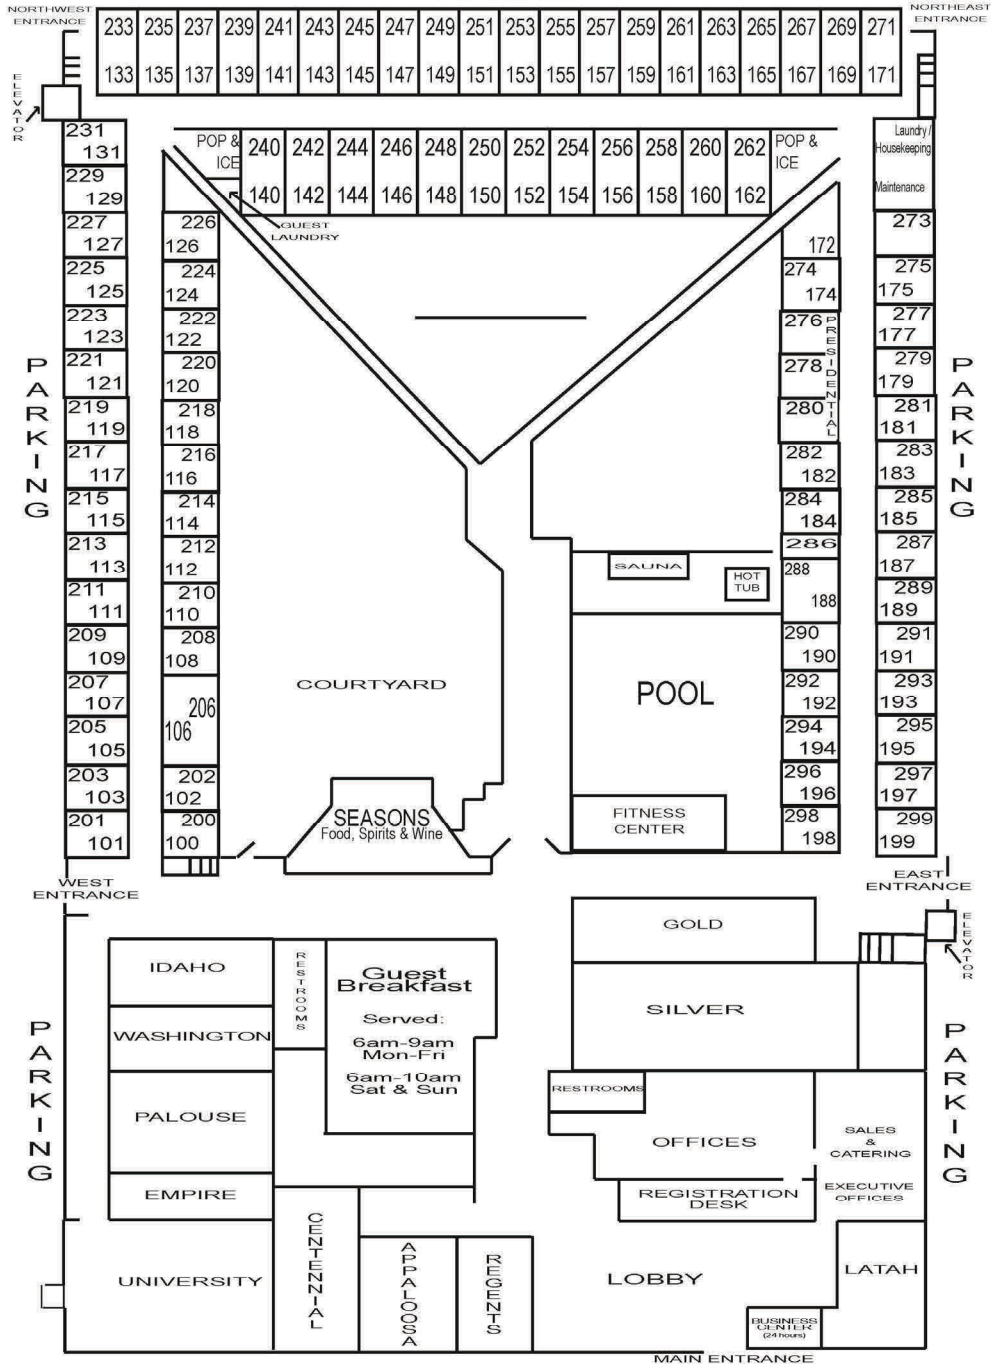 NORTHWEST
ENTRANCE
NORTHEAST
ENTRANCE
233 235 237 239 241 243 245 247 249 251 253 255 257 259 261 263 265 267 269 271
133 135 137 139 141 143 145 147 149 151 153 155 157 159 161 163 165 167 169 171
ELEVATOR
POP &
ICE
240 242 244 246 248 250 252 254 256 258 260 262
140 142 144 146 148 150 152 154 156 158 160 162
POP &
ICE
GUEST
LAUNDRY
Laundry /
Housekeeping
Maintenance
231
131
229
129
227
127
225
125
223
123
221
121
219
119
217
117
215
115
213
113
211
111
209
109
207
107
205
105
203
103
201
101
PARKING
226
126
224
124
222
122
220
120
218
118
216
116
214
114
212
112
210
110
208
108
206
106
202
102
200
100
172
274
174
276
278
280
PRESIDENTIAL
282
182
284
184
286
288
188
290
190
292
192
294
194
296
196
298
198
273
275
175
277
177
279
179
281
181
283
183
285
185
287
187
289
189
291
191
293
193
295
195
297
197
299
199
PARKING
SAUNA
HOT
TUB
COURTYARD
POOL
SEASONS
Food, Spirits & Wine
FITNESS
CENTER
WEST
ENTRANCE
EAST
ENTRANCE
ELEVATOR
GOLD
SILVER
IDAHO
WASHINGTON
PALOUSE
EMPIRE
UNIVERSITY
RESTROOMS
Guest
Breakfast
Served:
6am-9am
Mon-Fri
6am-10am
Sat & Sun
RESTROOMS
OFFICES
SALES
&
CATERING
EXECUTIVE
OFFICES
REGISTRATION
DESK
PARKING
PARKING
CENTENNIAL
APPALOOSA
REGENTS
LOBBY
LATAH
BUSINESS
CENTER
(24 hours)
MAIN ENTRANCE